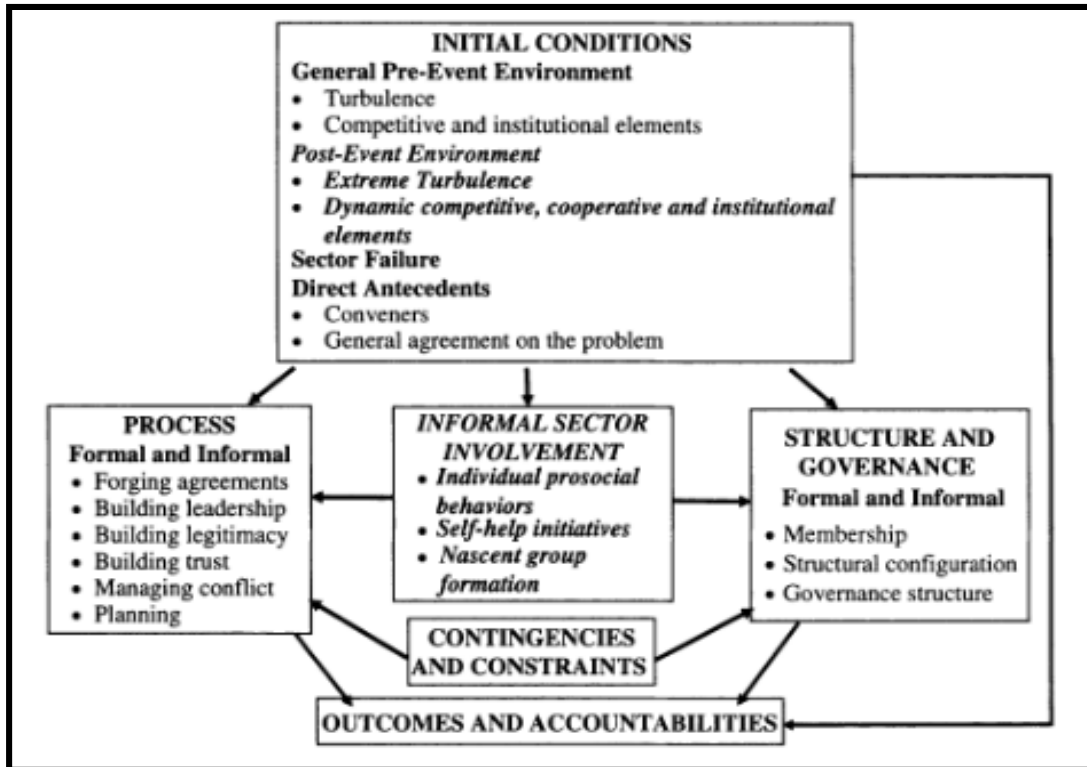 INITIAL CONDITIONS
General Pre-Event Environment
• Turbulence
• Competitive and institutional elements
Post-Event Environment
• Extreme Turbulence
• Dynamic competitive, cooperative and institutional
elements
Sector Failure
Direct Antecedents
• Conveners
• General agreement on the problem
PROCESS
Formal and Informal
• Forging agreements
• Building leadership
• Building legitimacy
• Building trust
• Managing conflict
• Planning
INFORMAL SECTOR
INVOLVEMENT
• Individual prosocial
behaviors
• Self-help initiatives
• Nascent group
formation
STRUCTURE AND
GOVERNANCE
Formal and Informal
• Membership
• Structural configuration
• Governance structure
CONTINGENCIES
AND CONSTRAINTS
OUTCOMES AND ACCOUNTABILITIES